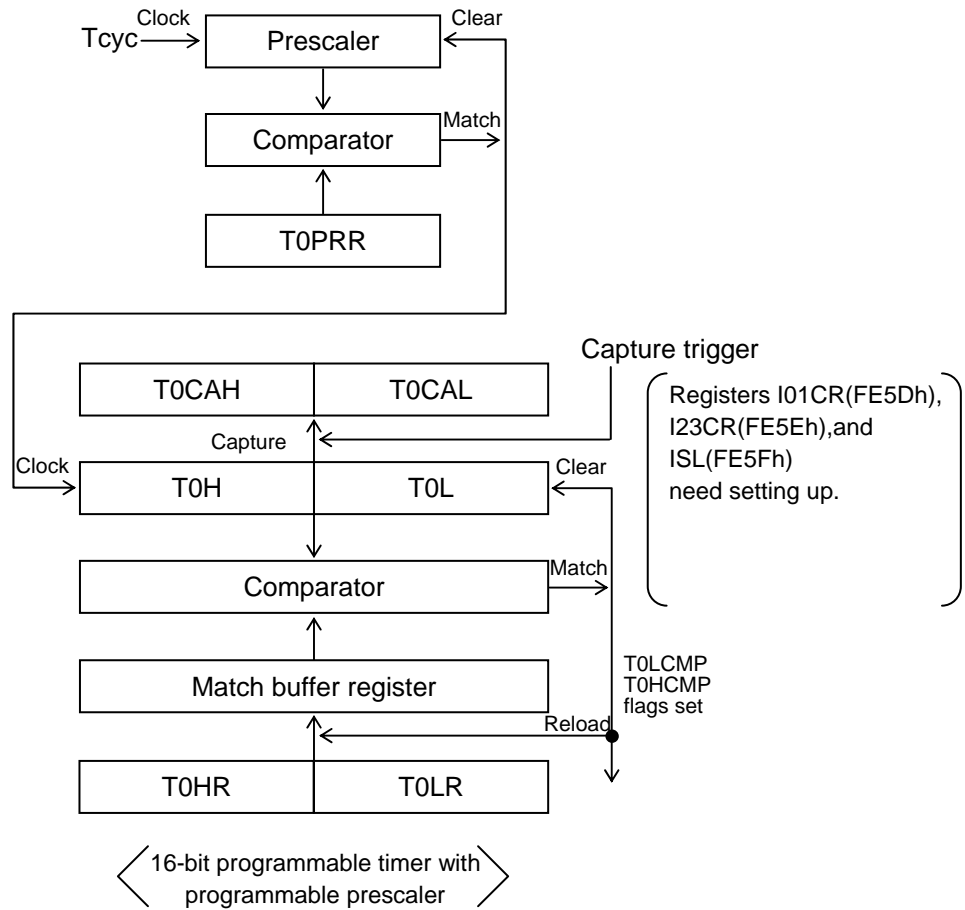 Clock
Clear
Tcyc
Prescaler
Comparator
Match
T0PRR
Capture trigger
T0CAH
T0CAL
Registers I01CR(FE5Dh),
I23CR(FE5Eh),and
ISL(FE5Fh)
need setting up.
Capture
Clock
T0H
T0L
Clear
Comparator
Match
Match buffer register
T0LCMP
T0HCMP
flags set
Reload
T0HR
T0LR
16-bit programmable timer with
programmable prescaler